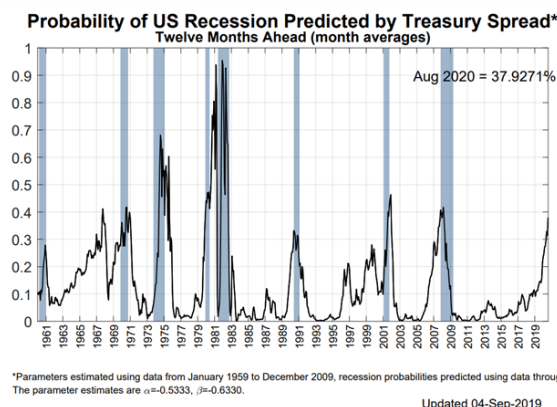 Probability of US Recession Predicted by Treasury Spread*
Twelve Months Ahead (month averages)
Aug 2020 = 37.9271%
1
0.9
0.8
0.7
0.6
0.5
0.4
0.3
0.2
0.1
0
1961 1963 1965 1967 1969 1971 1973 1975 1977 1979 1981 1983 1985 1987 1989 1991 1993 1995 1997 1999 2001 2003 2005 2007 2009 2011 2013 2015 2017 2019
*Parameters estimated using data from January 1959 to December 2009, recession probabilities predicted using data
The parameter estimates are α=-0.5333, β=-0.6330.
Updated 04-Sep-2019